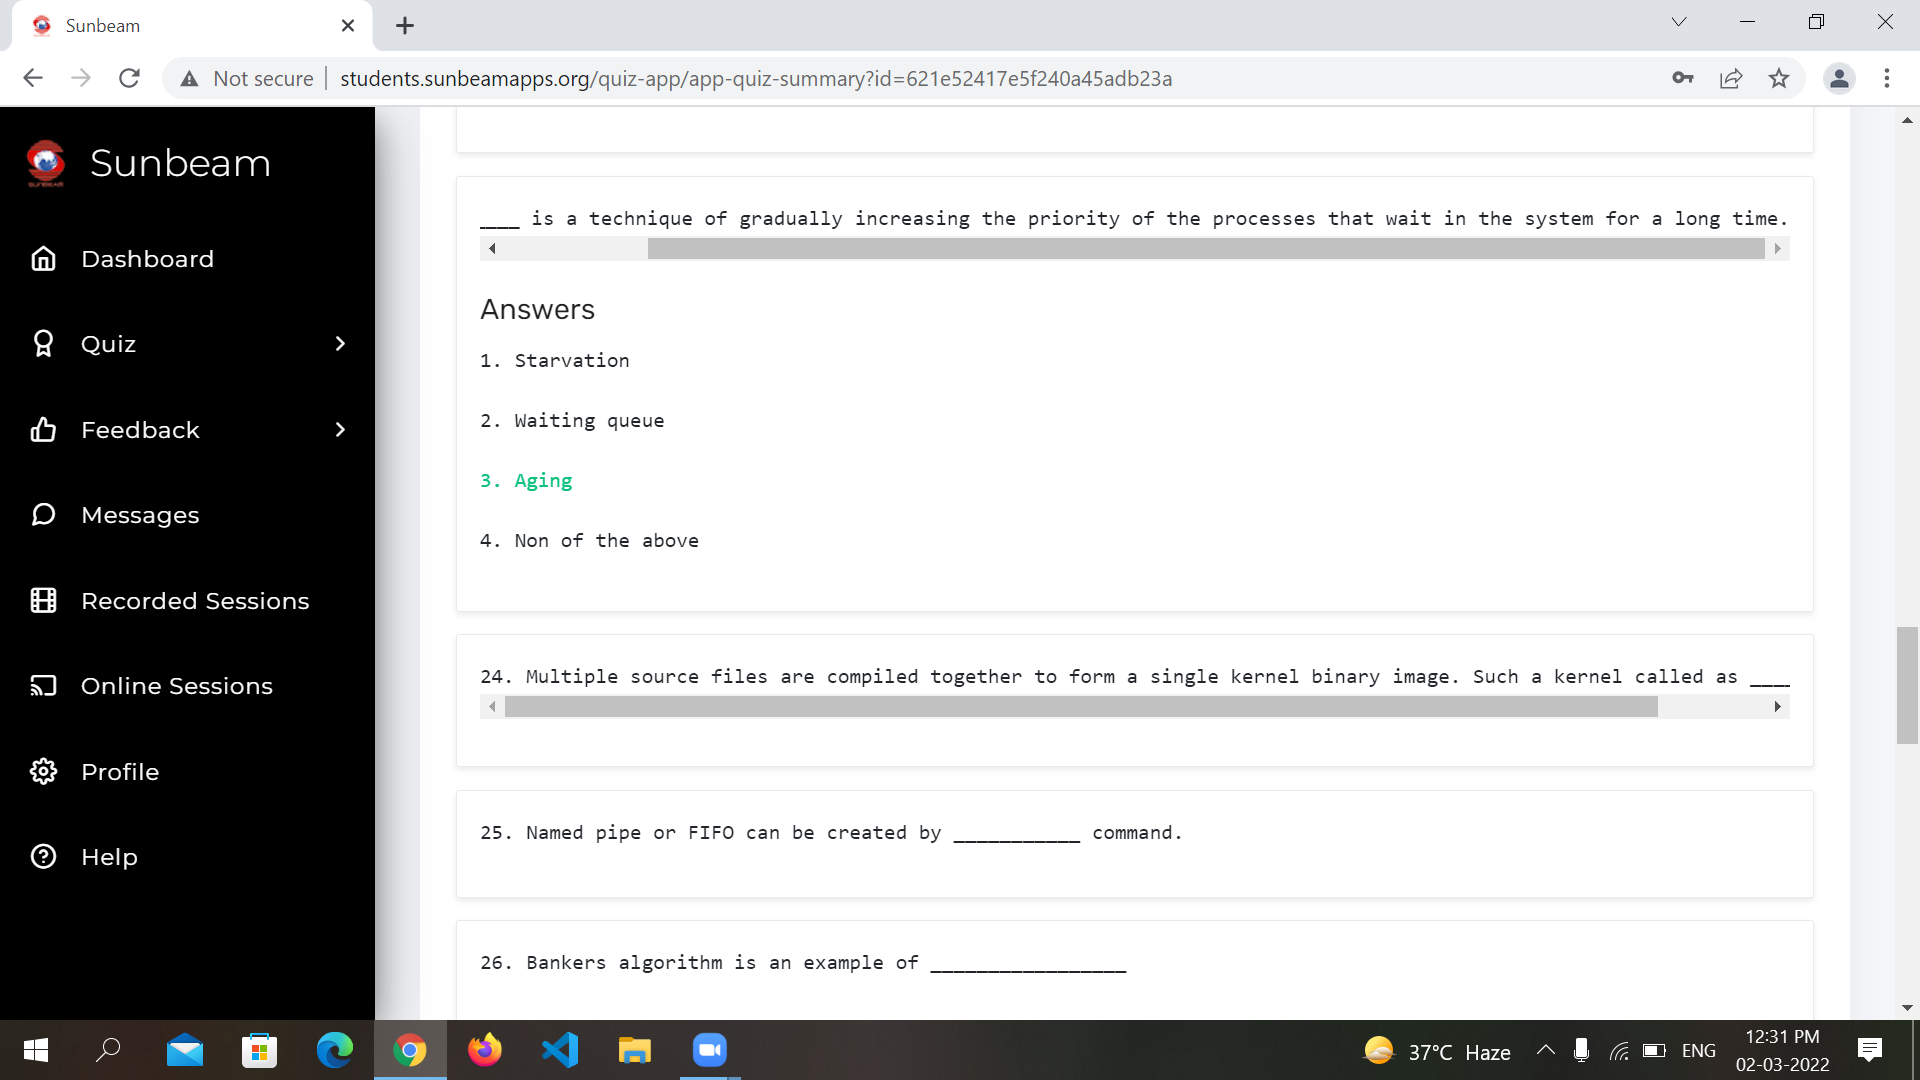 Sunbeam
Not secure
students.sunbeamapps.org/quiz-app/app-quiz-summary?id=621e52417e5f240a45adb23a
SUNBEAM
Sunbeam
Dashboard
Quiz
Feedback
Messages
Recorded Sessions
Online Sessions
Profile
Help
____ is a technique of gradually increasing the priority of the processes that wait in the system for a long time.
Answers
1. Starvation
2. Waiting queue
3. Aging
4. Non of the above
24. Multiple source files are compiled together to form a single kernel binary image. Such a kernel called as ____
25. Named pipe or FIFO can be created by ___________ command.
26. Bankers algorithm is an example of _________________
37°C Haze
ENG
12:31 PM
02-03-2022